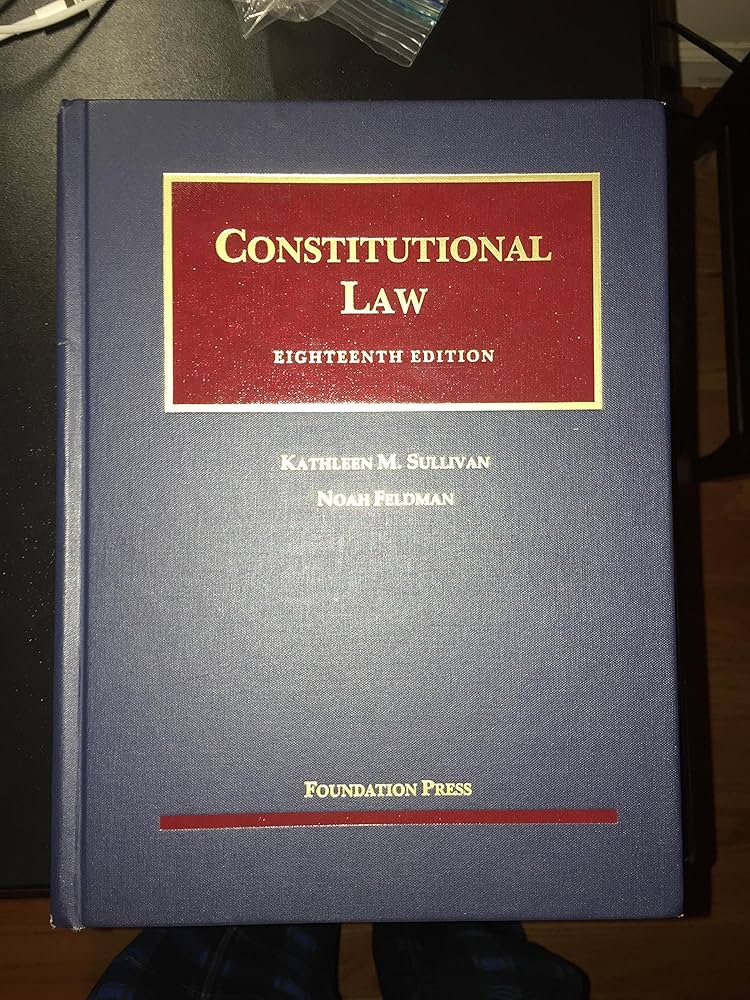 CONSTITUTIONAL
LAW
EIGHTEENTH EDITION
KATHLEEN M. SULLIVAN
NOAH FELDMAN
FOUNDATION PRESS